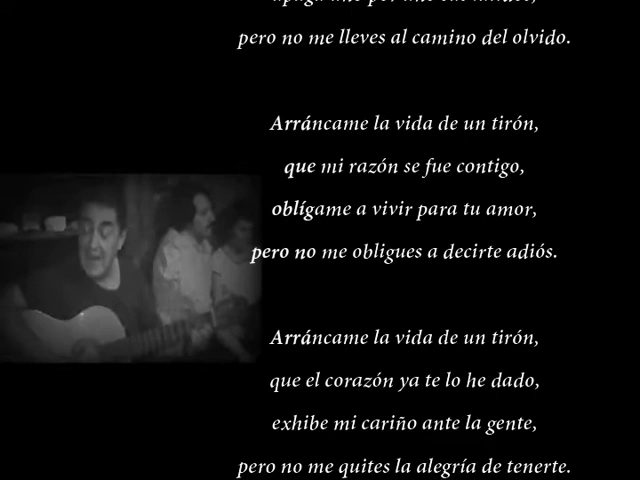 pero no me lleves al camino del olvido.
Arráncame la vida de un tirón,
que mi razón se fue contigo,
oblígame a vivir para tu amor,
pero no me obligues a decirte adiós.
Arráncame la vida de un tirón,
que el corazón ya te lo he dado,
exhibe mi cariño ante la gente,
pero no me quites la alegría de tenerte.